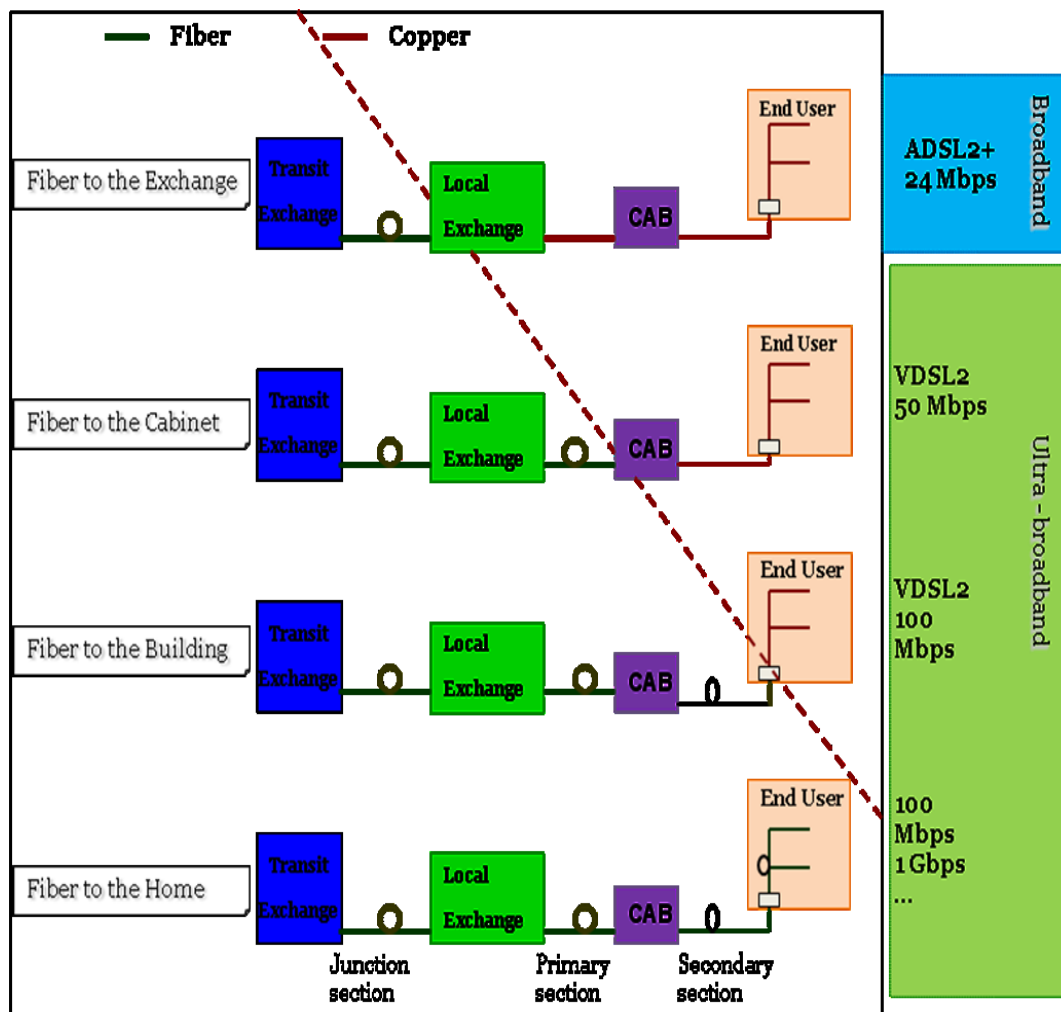 Fiber
Copper
Fiber to the Exchange
Transit
Exchange
Local
Exchange
CAB
End User
ADSL2+
24 Mbps
Broadband
Fiber to the Cabinet
Transit
Exchange
Local
Exchange
CAB
End User
VDSL2
50 Mbps
Ultra -broadband
Fiber to the Building
Transit
Exchange
Local
Exchange
CAB
End User
VDSL2
100
Mbps
Fiber to the Home
Transit
Exchange
Local
Exchange
CAB
End User
100
Mbps
1 Gbps
...
Junction
section
Primary
section
Secondary
section